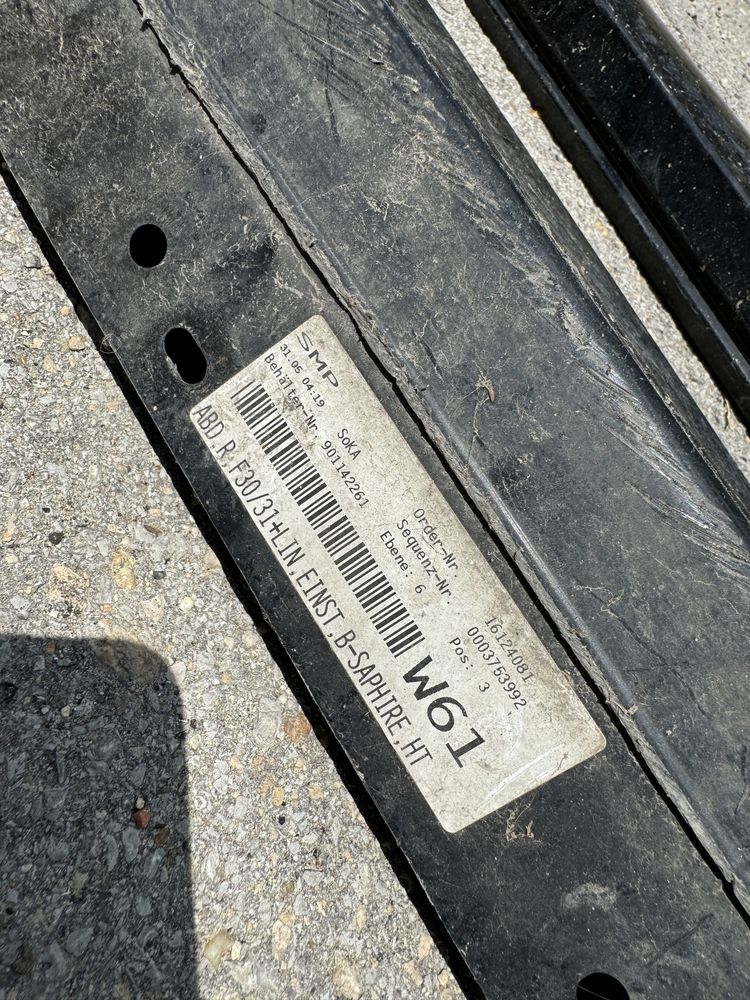 SMP
31.05 04:19 SoKA Order-Nr. 16124081
Behälter-Nr. 901142261 Sequenz-Nr. 0003753992
Ebene: 6 Pos: 3
W61
ABD.R.F30/31+LIN,EINST,B-SAPHIRE,HT